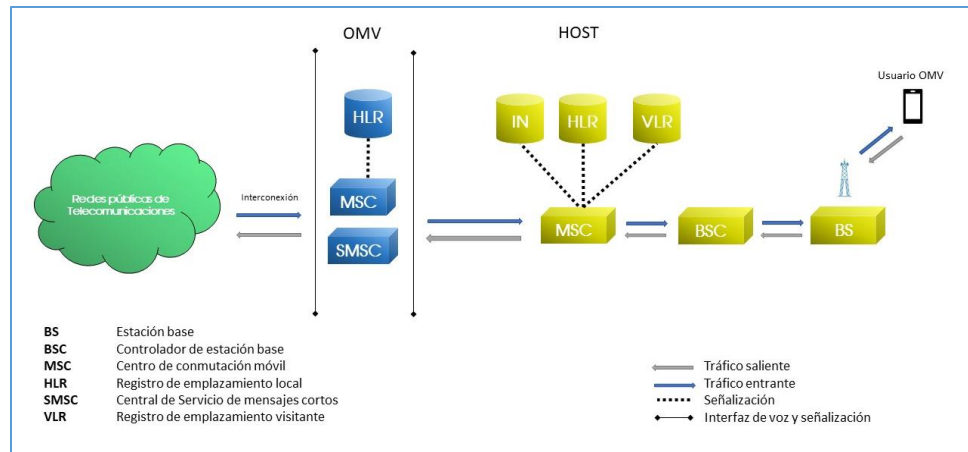 OMV
HOST
Usuario OMV
HLR
IN
HLR
VLR
Redes públicas de
Telecomunicaciones
Interconexión
MSC
SMSC
MSC
BSC
BS
BS Estación base
BSC Controlador de estación base
MSC Centro de conmutación móvil
HLR Registro de emplazamiento local
SMSC Central de Servicio de mensajes cortos
VLR Registro de emplazamiento visitante
Tráfico saliente
Tráfico entrante
Señalización
Interfaz de voz y señalización